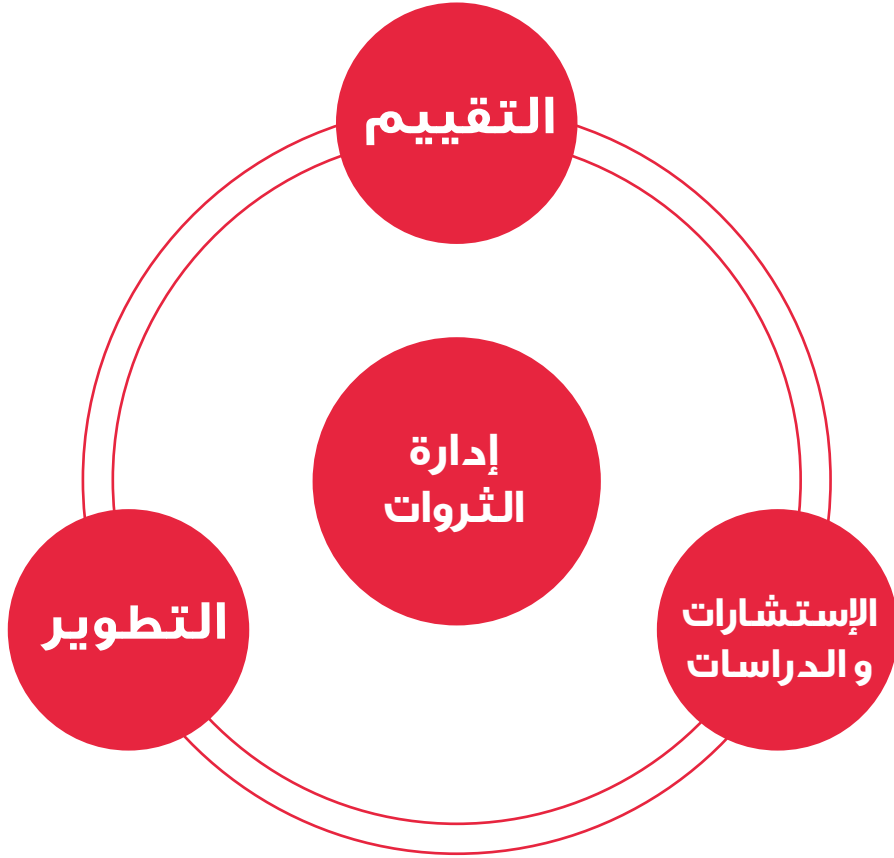 التقييم
إدارة
الثروات
الإستشارات
و الدراسات
التطوير